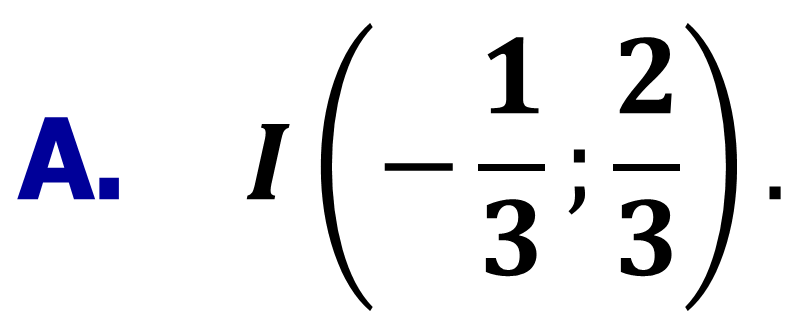 A. I(-1/3; 2/3).